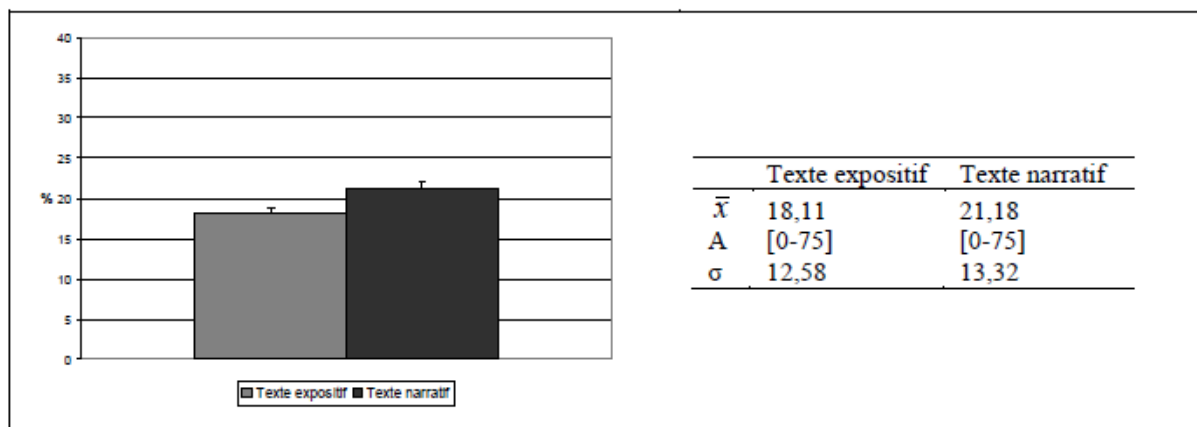 40
35
30
25
% 20
15
10
5
0
Texte expositif Texte narratif
Texte expositif Texte narratif
x̄ 18,11 21,18
A [0-75] [0-75]
σ 12,58 13,32